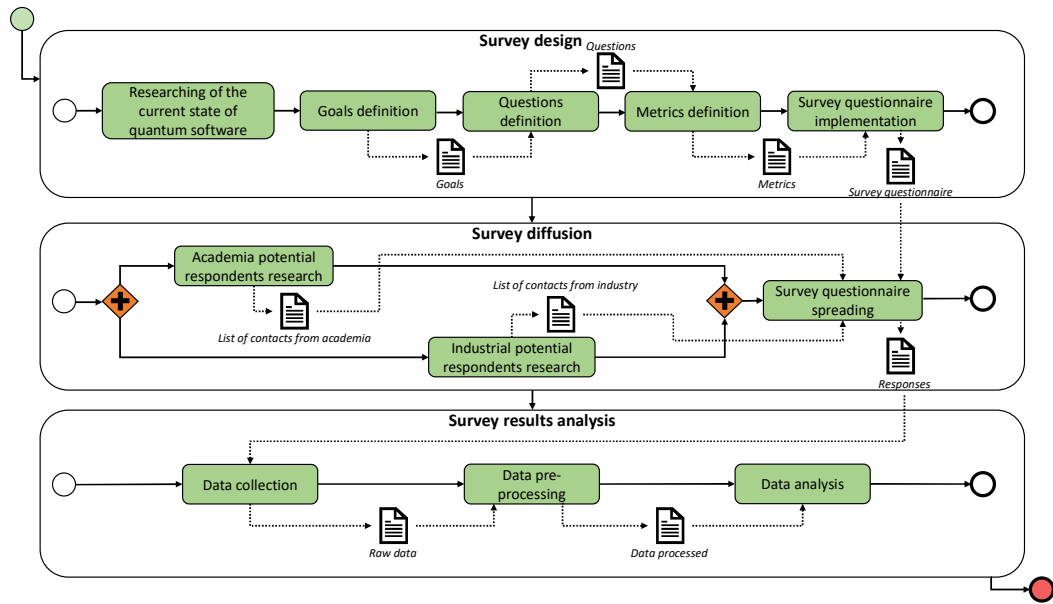 Survey design
Questions
Researching of the
current state of
quantum software
Goals definition
Questions
definition
Metrics definition
Survey questionnaire
implementation
Goals
Metrics
Survey questionnaire
Survey diffusion
Academia potential
respondents research
List of contacts from industry
Survey questionnaire
spreading
List of contacts from academia
Industrial potential
respondents research
Responses
Survey results analysis
Data collection
Data pre-
processing
Data analysis
Raw data
Data processed